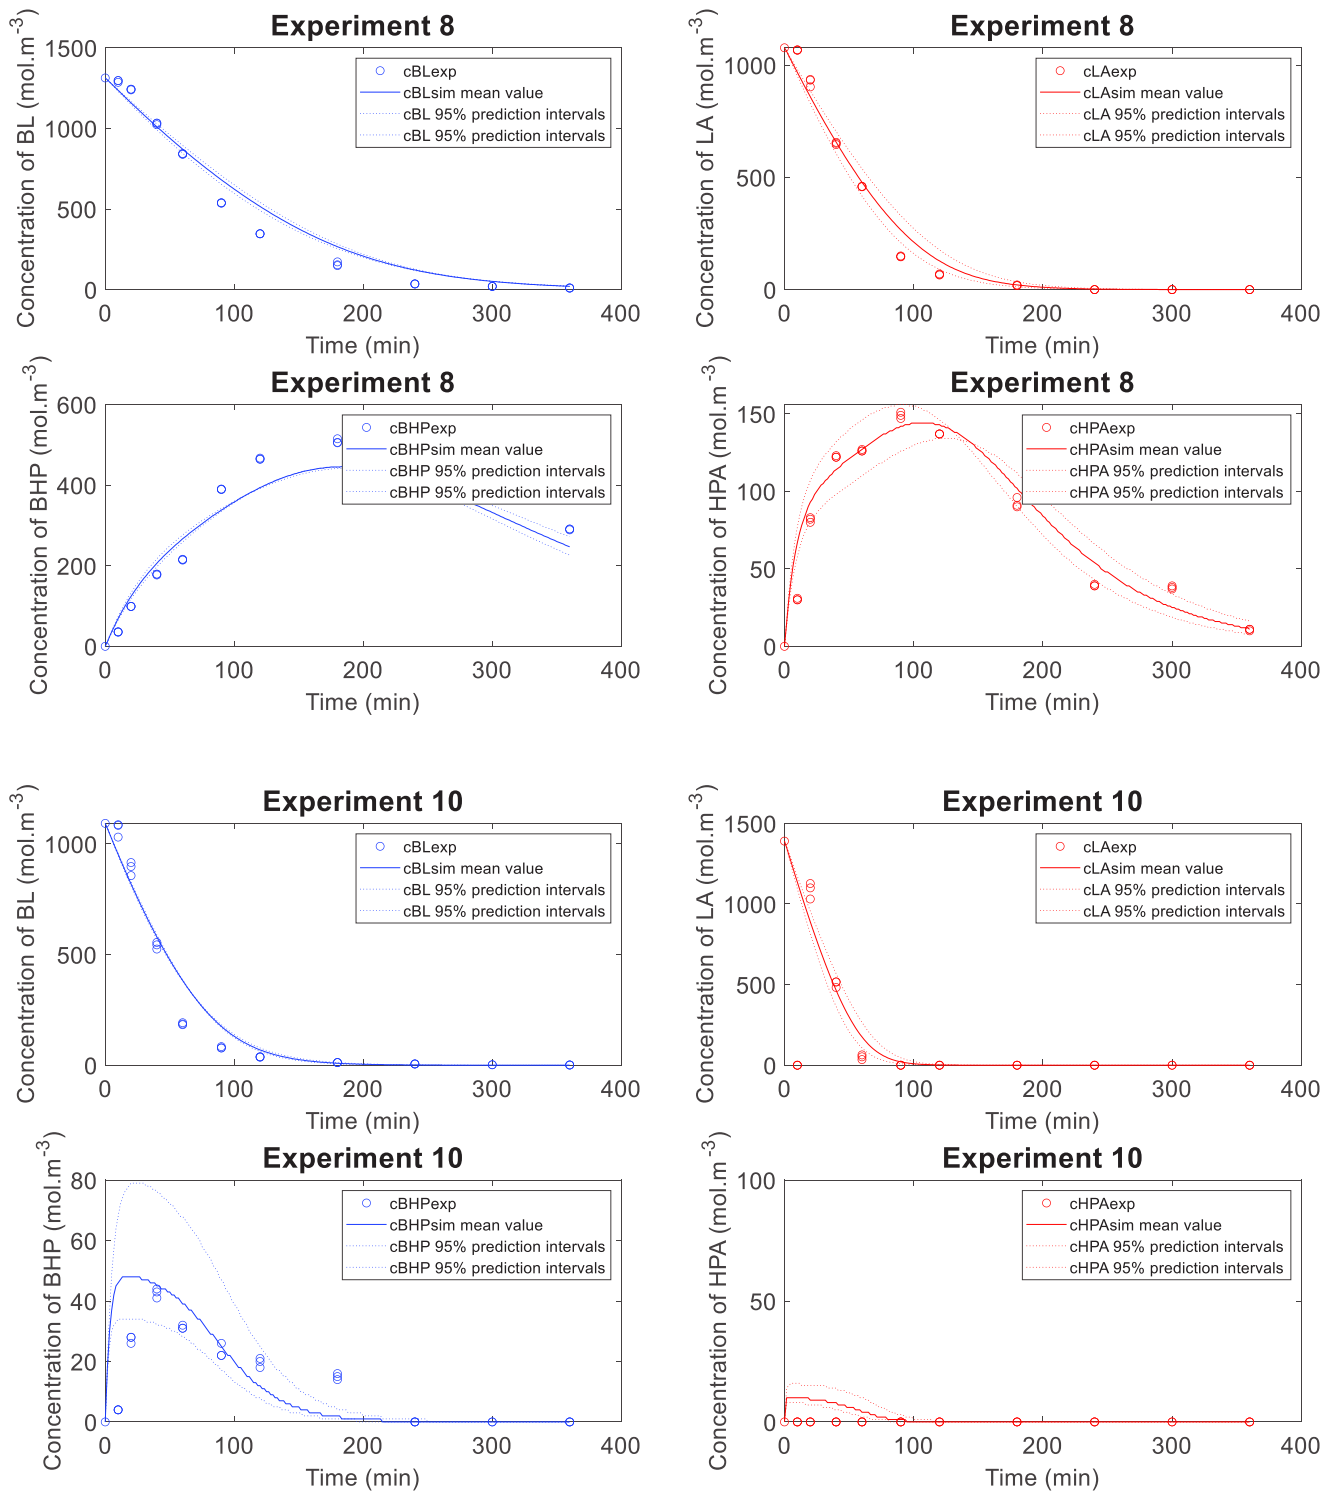 Experiment 8
Concentration of BL (mol.m-3)
1500
1000
500
0
0 100 200 300 400
Time (min)
cBLexp
cBLsim mean value
cBL 95% prediction intervals
cBL 95% prediction intervals
Experiment 8
Concentration of LA (mol.m-3)
1000
500
0
0 100 200 300 400
Time (min)
cLAexp
cLAsim mean value
cLA 95% prediction intervals
cLA 95% prediction intervals
Experiment 8
Concentration of BHP (mol.m-3)
600
400
200
0
0 100 200 300 400
Time (min)
cBHPexp
cBHPsim mean value
cBHP 95% prediction intervals
cBHP 95% prediction intervals
Experiment 8
Concentration of HPA (mol.m-3)
150
100
50
0
0 100 200 300 400
Time (min)
cHPAexp
cHPAsim mean value
cHPA 95% prediction intervals
cHPA 95% prediction intervals
Experiment 10
Concentration of BL (mol.m-3)
1000
500
0
0 100 200 300 400
Time (min)
cBLexp
cBLsim mean value
cBL 95% prediction intervals
cBL 95% prediction intervals
Experiment 10
Concentration of LA (mol.m-3)
1500
1000
500
0
0 100 200 300 400
Time (min)
cLAexp
cLAsim mean value
cLA 95% prediction intervals
cLA 95% prediction intervals
Experiment 10
Concentration of BHP (mol.m-3)
80
60
40
20
0
0 100 200 300 400
Time (min)
cBHPexp
cBHPsim mean value
cBHP 95% prediction intervals
cBHP 95% prediction intervals
Experiment 10
Concentration of HPA (mol.m-3)
100
50
0
0 100 200 300 400
Time (min)
cHPAexp
cHPAsim mean value
cHPA 95% prediction intervals
cHPA 95% prediction intervals